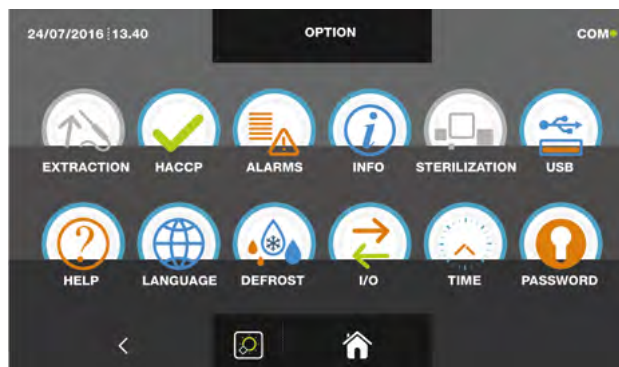 24/07/2016 13.40 OPTION COM
EXTRACTION HACCP ALARMS INFO STERILIZATION USB
HELP LANGUAGE DEFROST I/O TIME PASSWORD